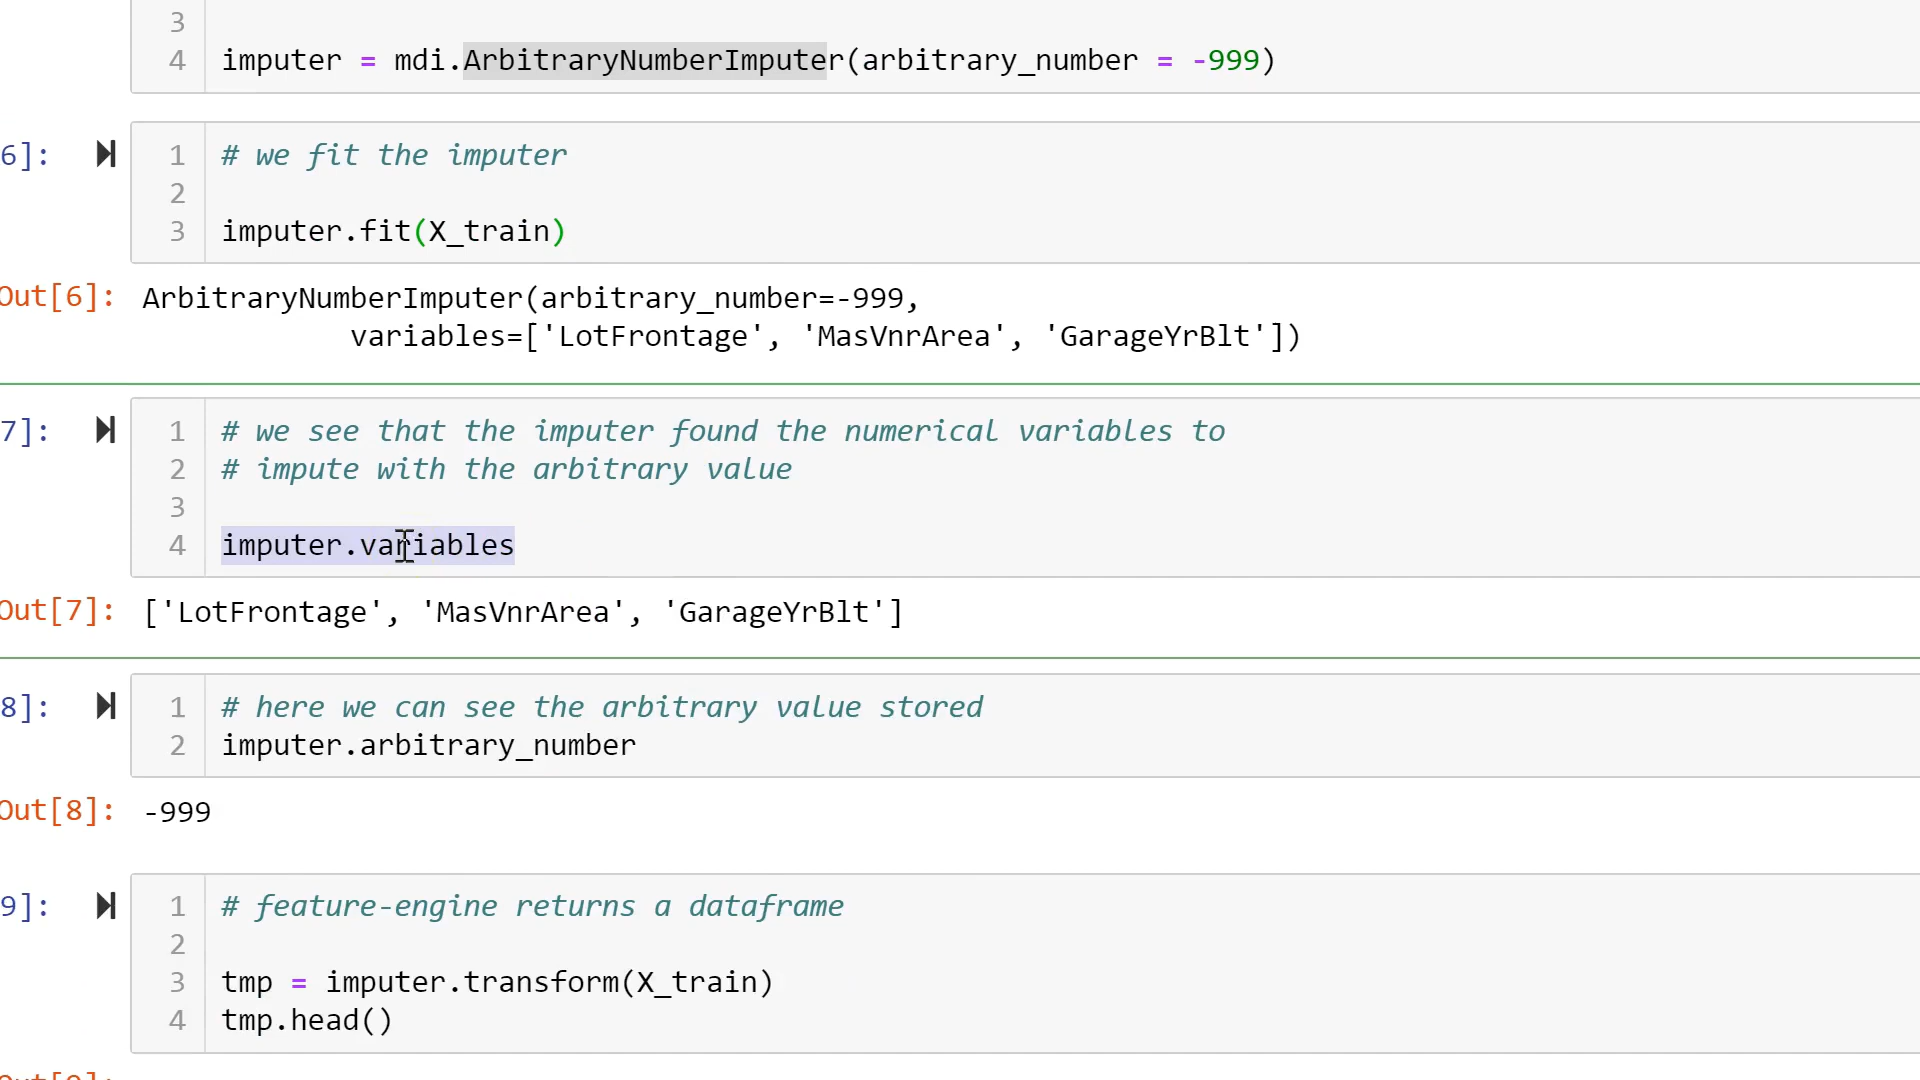 3
4 imputer = mdi.ArbitraryNumberImputer(arbitrary_number = -999)
6]: 1 # we fit the imputer
2
3 imputer.fit(X_train)
Out[6]: ArbitraryNumberImputer(arbitrary_number=-999,
variables=['LotFrontage', 'MasVnrArea', 'GarageYrBlt'])
7]: 1 # we see that the imputer found the numerical variables to
2 # impute with the arbitrary value
3
4 imputer.variables
Out[7]: ['LotFrontage', 'MasVnrArea', 'GarageYrBlt']
8]: 1 # here we can see the arbitrary value stored
2 imputer.arbitrary_number
Out[8]: -999
9]: 1 # feature-engine returns a dataframe
2
3 tmp = imputer.transform(X_train)
4 tmp.head()